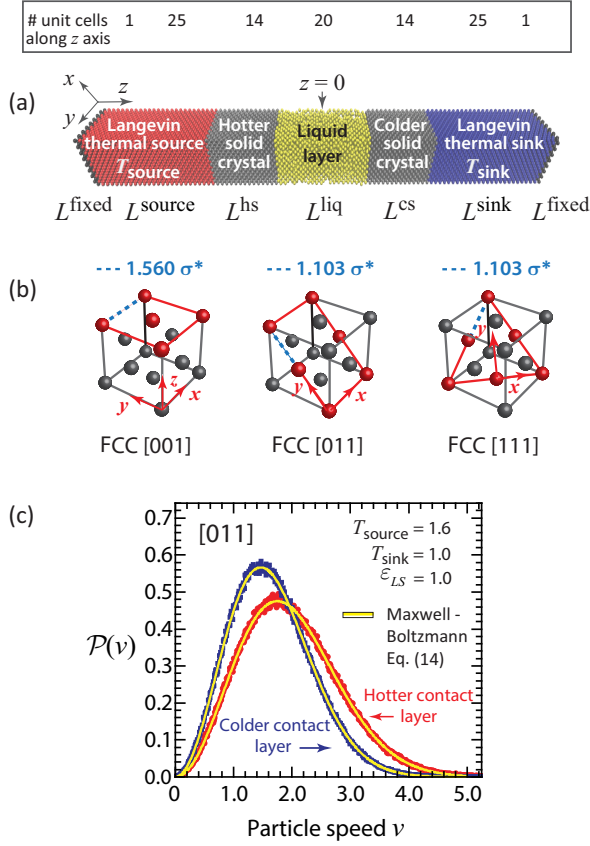 # unit cells 1 25 14 20 14 25 1
along z axis
(a)
x
z
y
z = 0
Langevin thermal source T source
Hotter solid crystal
Liquid layer
Colder solid crystal
Langevin thermal sink T sink
L^fixed L^source L^hs L^liq L^cs L^sink L^fixed
(b)
--- 1.560 σ* --- 1.103 σ* --- 1.103 σ*
z
y x
y x
y
x
FCC [001] FCC [011] FCC [111]
(c)
[011]
T_source = 1.6
T_sink = 1.0
ε_LS = 1.0
Maxwell -
Boltzmann
Eq. (14)
Hotter contact
layer
Colder contact
layer
P(v)
0.7
0.6
0.5
0.4
0.3
0.2
0.1
0.0
0 1.0 2.0 3.0 4.0 5.0
Particle speed v